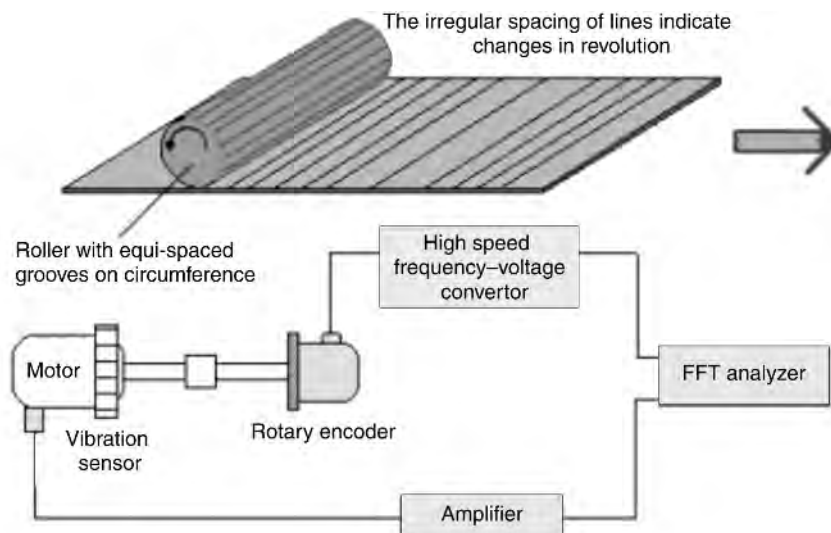 The irregular spacing of lines indicate
changes in revolution
Roller with equi-spaced
grooves on circumference
High speed
frequency–voltage
convertor
Motor
FFT analyzer
Vibration
sensor
Rotary encoder
Amplifier